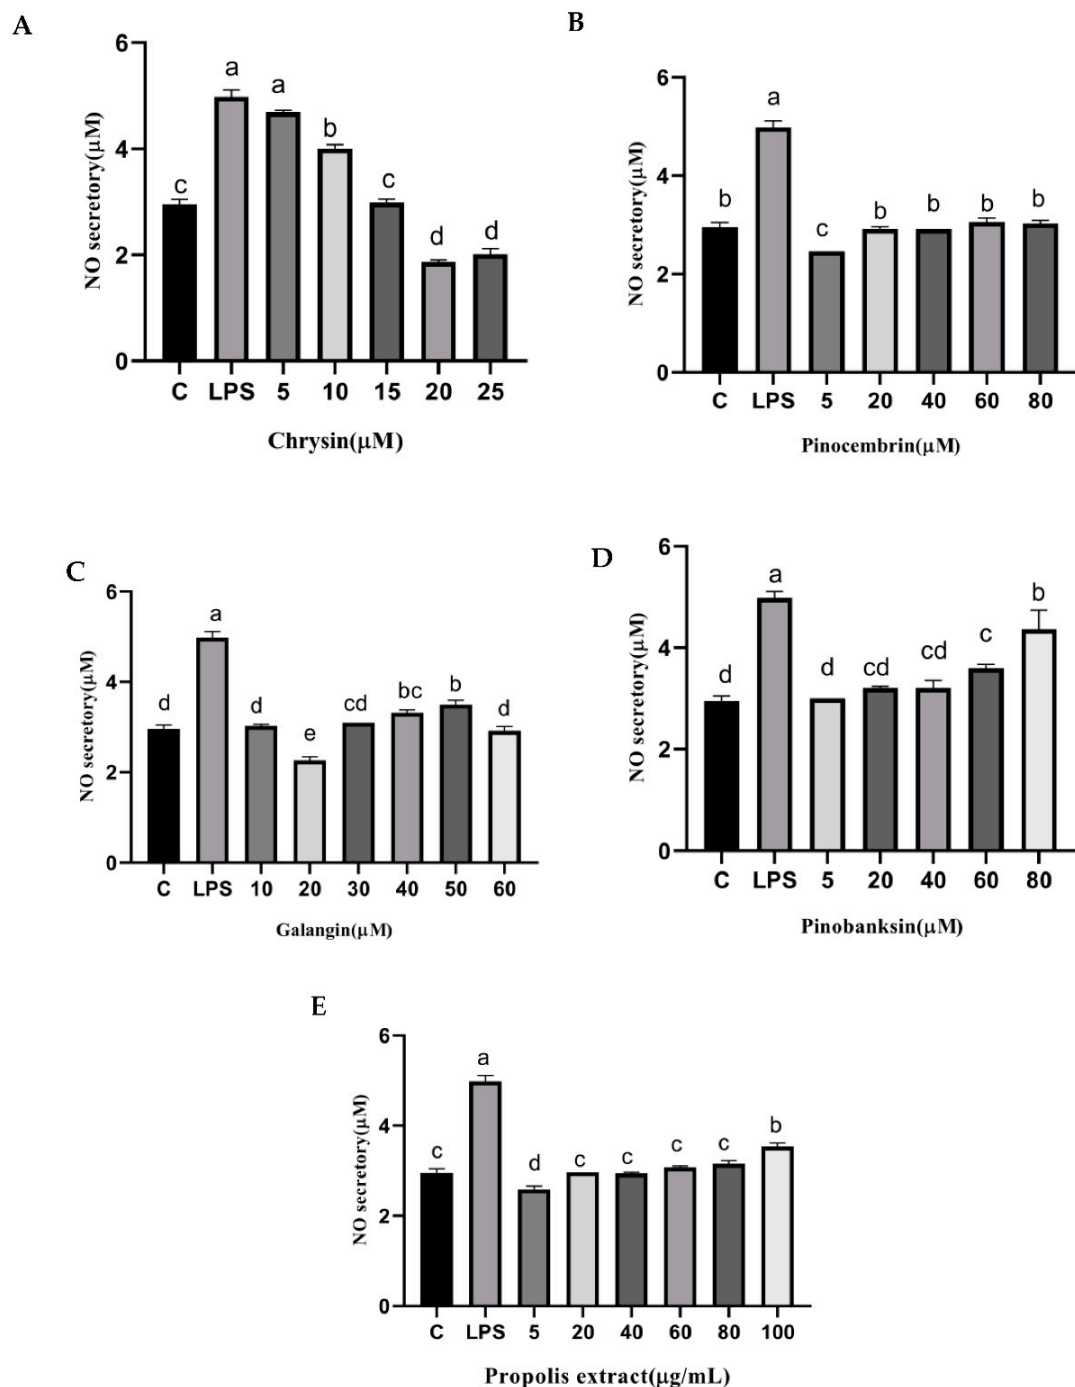 A
NO secretory(μM)
6
4
2
0
a
a
b
c
c
d
d
C LPS 5 10 15 20 25
Chrysin(μM)
B
NO secretory(μM)
6
4
2
0
a
b
c
b
b
b
b
C LPS 5 20 40 60 80
Pinocembrin(μM)
C
NO secretory(μM)
6
4
2
0
a
d
d
e
cd
bc
b
d
C LPS 10 20 30 40 50 60
Galangin(μM)
D
NO secretory(μM)
6
4
2
0
a
d
d
cd
cd
c
b
C LPS 5 20 40 60 80
Pinobanksin(μM)
E
NO secretory(μM)
6
4
2
0
a
c
d
c
c
c
c
b
C LPS 5 20 40 60 80 100
Propolis extract(μg/mL)